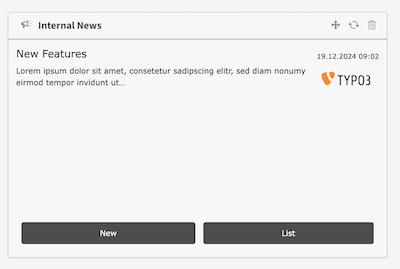 Internal News
New Features
19.12.2024 09:02
Lorem ipsum dolor sit amet, consetetur sadipscing elitr, sed diam nonumy
eirmod tempor invidunt ut...
TYPO3
New
List